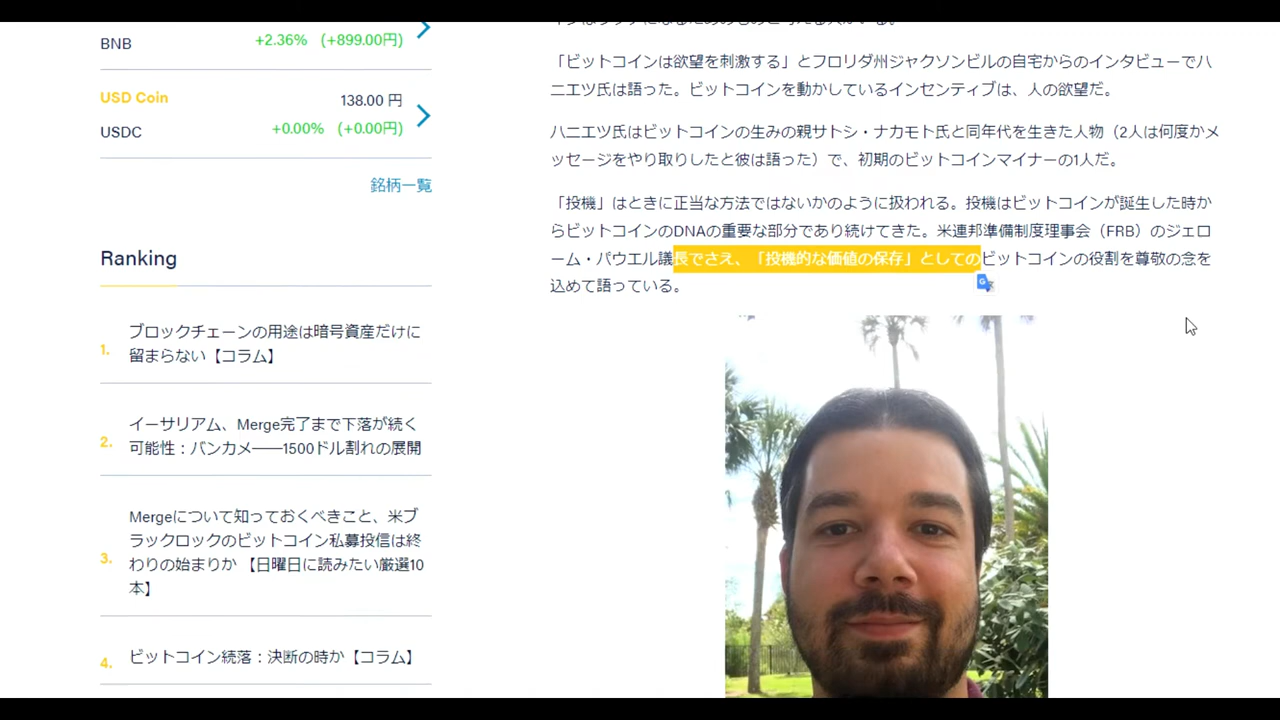 BNB
+2.36% (+899.00円)
USD Coin
138.00 円
USDC
+0.00% (+0.00円)
銘柄一覧
Ranking
1.
ブロックチェーンの用途は暗号資産だけに
留まらない【コラム】
2.
イーサリアム、Merge完了まで下落が続く
可能性：バンカメ──1500ドル割れの展開
3.
Mergeについて知っておくべきこと、米ブ
ラックロックのビットコイン私募投信は終
わりの始まりか 【日曜日に読みたい厳選10
本】
4.
ビットコイン続落：決断の時か【コラム】
「ビットコインは欲望を刺激する」とフロリダ州ジャクソンビルの自宅からのインタビューでハ
ニエツ氏は語った。ビットコインを動かしているインセンティブは、人の欲望だ。
ハニエツ氏はビットコインの生みの親サトシ・ナカモト氏と同年代を生きた人物（2人は何度かメ
ッセージをやり取りしたと彼は語った）で、初期のビットコインマイナーの1人だ。
「投機」はときに正当な方法ではないかのように扱われる。投機はビットコインが誕生した時か
らビットコインのDNAの重要な部分であり続けてきた。米連邦準備制度理事会（FRB）のジェロ
ーム・パウエル議長でさえ、「投機的な価値の保存」としてのビットコインの役割を尊敬の念を
込めて語っている。